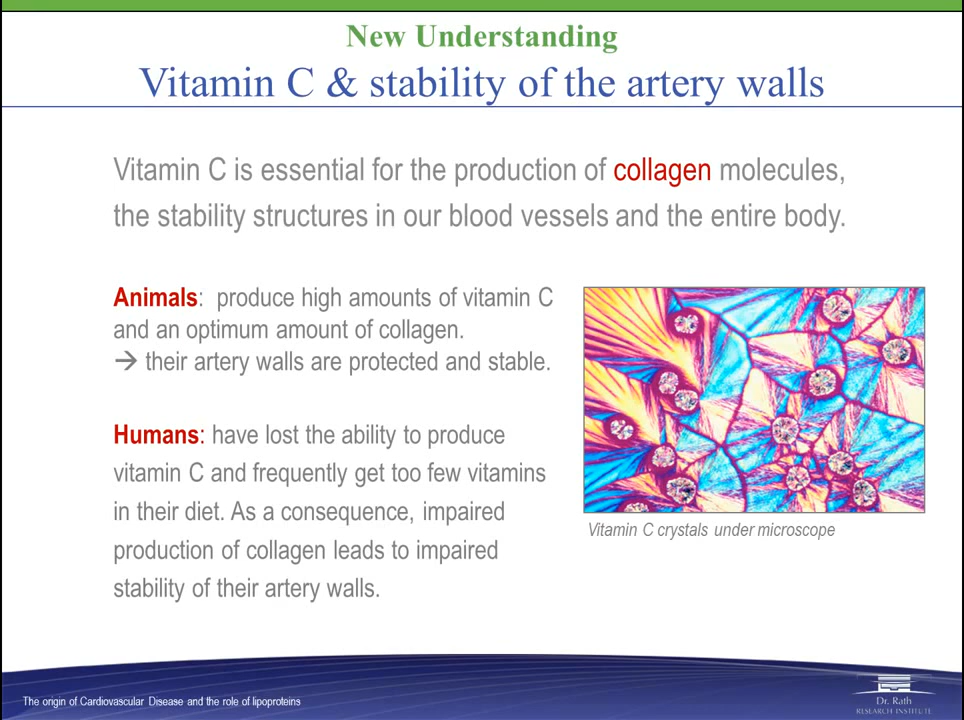 New Understanding
Vitamin C & stability of the artery walls
Vitamin C is essential for the production of collagen molecules,
the stability structures in our blood vessels and the entire body.
Animals: produce high amounts of vitamin C
and an optimum amount of collagen.
→ their artery walls are protected and stable.
Humans: have lost the ability to produce
vitamin C and frequently get too few vitamins
in their diet. As a consequence, impaired
production of collagen leads to impaired
stability of their artery walls.
Vitamin C crystals under microscope
The origin of Cardiovascular Disease and the role of lipoproteins
Dr. Rath
RESEARCH INSTITUTE